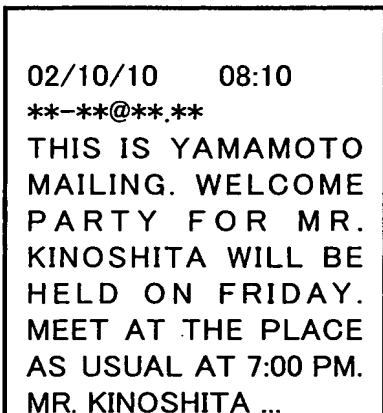 02/10/10 08:10
**-**@**.**
THIS IS YAMAMOTO
MAILING. WELCOME
PARTY FOR MR.
KINOSHITA WILL BE
HELD ON FRIDAY.
MEET AT THE PLACE
AS USUAL AT 7:00 PM.
MR. KINOSHITA ...